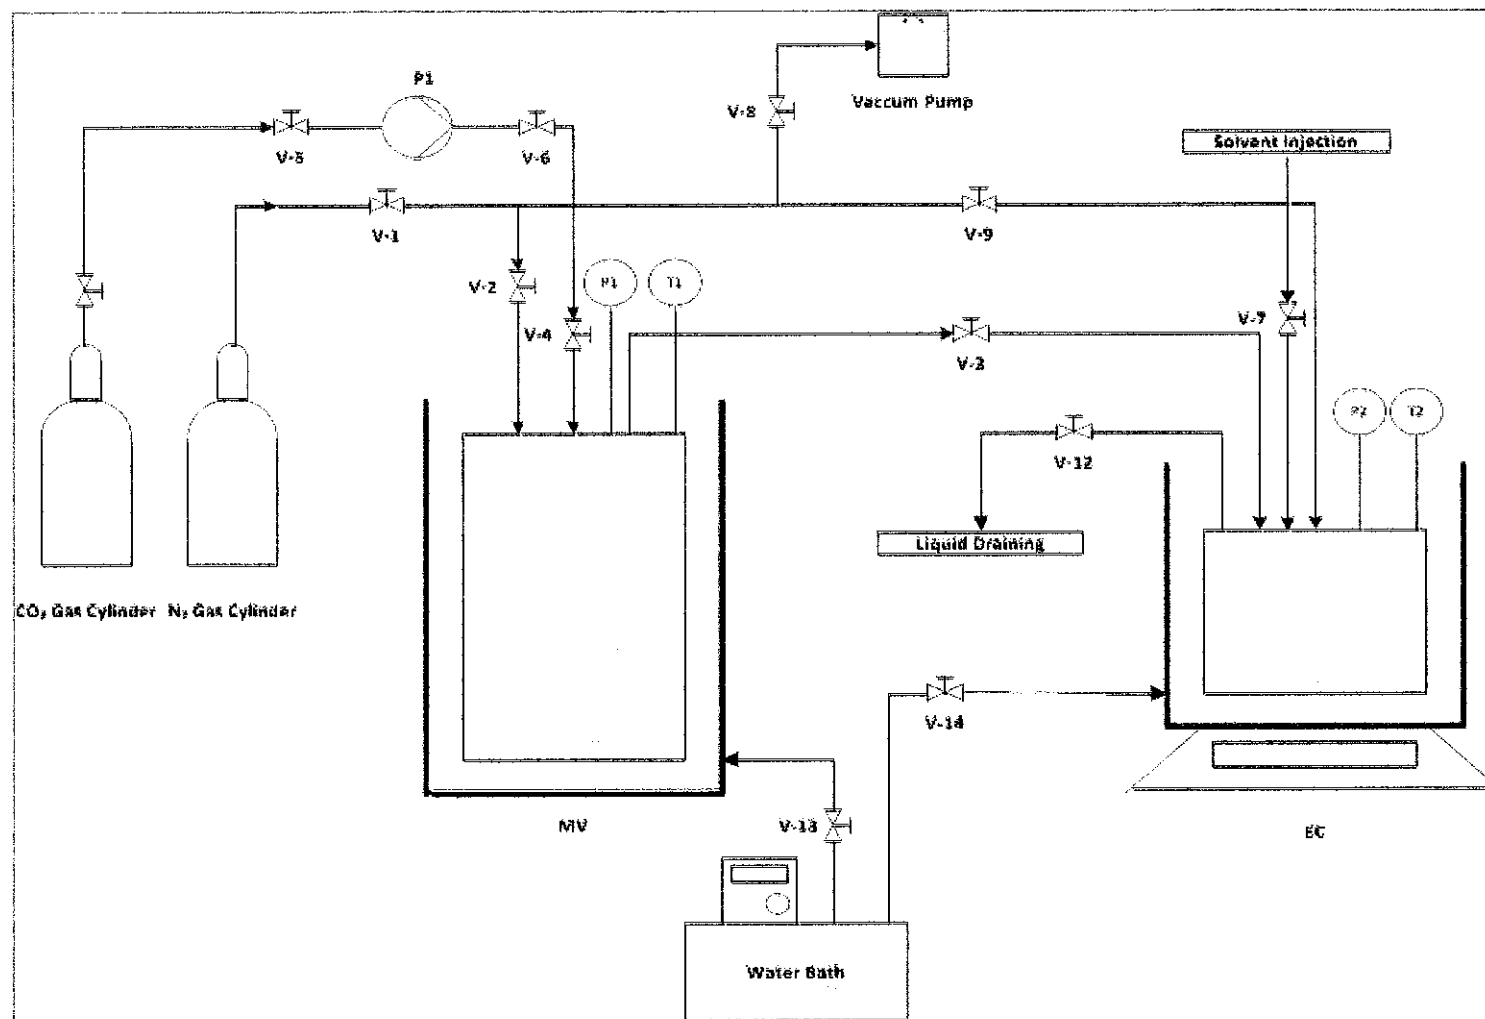 P1
Vaccum Pump
V-8
V-5
V-6
Solvent Injection
V-1
V-9
V-2
P1
T1
V-7
V-4
V-3
P2
T2
V-12
Liquid Draining
CO₂ Gas Cylinder
N₂ Gas Cylinder
V-14
MV
V-13
EC
Water Bath